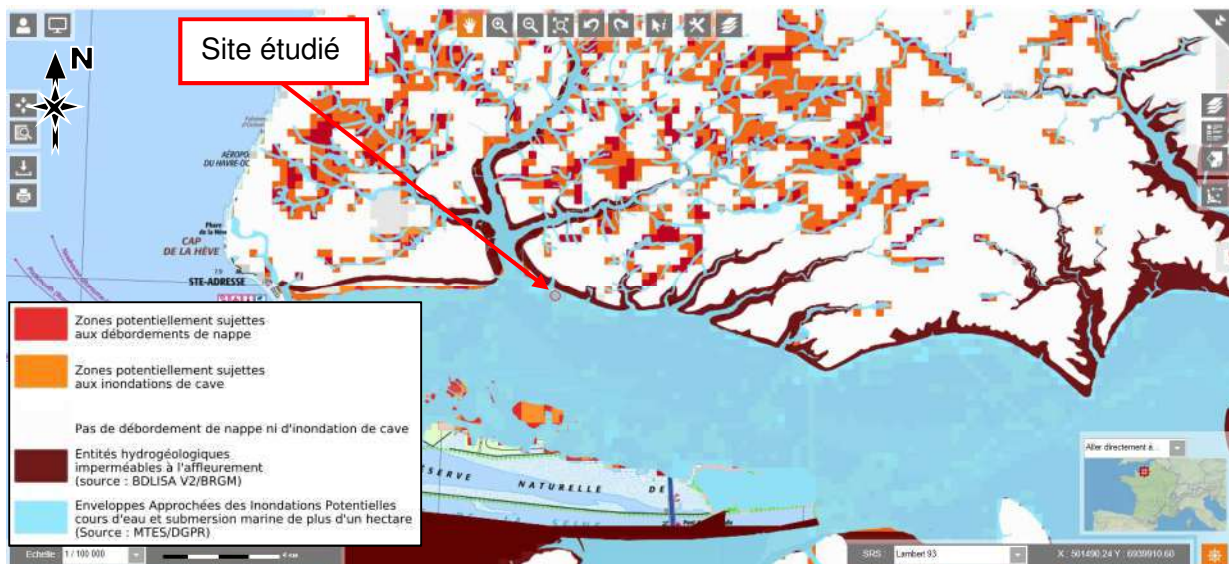 Site étudié
N
AÉROPO
DU HAVRE-OC
Phare
de la Hève
CAP
DE LA HÈVE
STE-ADRESSE
Zones potentiellement sujettes
aux débordements de nappe
Zones potentiellement sujettes
aux inondations de cave
Pas de débordement de nappe ni d'inondation de cave
Entités hydrogéologiques
imperméables à l'affleurement
(source : BDLISA V2/BRGM)
Enveloppes Approchées des Inondations Potentielles
cours d'eau et submersion marine de plus d'un hectare
(Source : MTES/DGPR)
SERVE NATURELLE DE
Aller directement à...
Echelle 1 / 100 000
4 KM
SRS : Lambert 93
X : 501490.24 Y : 6939910.60